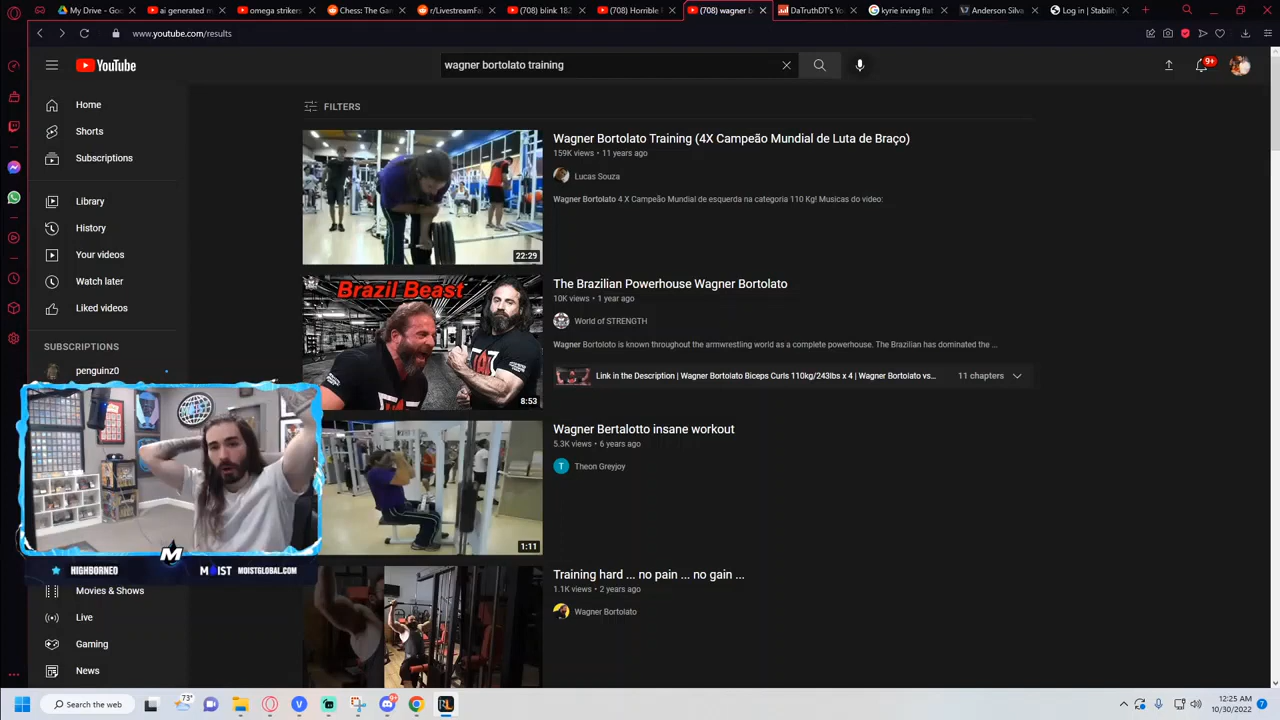 My Drive - Goo
ai generated m
omega strikers
Chess: The Gan
r/LivestreamFai
(708) blink 182
(708) Horrible
(708) wagner b
DaTruthDT's Yo
kyrie irving flat
Anderson Silva
Log in | Stability
www.youtube.com/results
YouTube
wagner bortolato training
9+
Home
Shorts
Subscriptions
Library
History
Your videos
Watch later
Liked videos
SUBSCRIPTIONS
penguinz0
HIGHBORNED
M
MOIST MOISTGLOBAL.COM
Movies & Shows
Live
Gaming
News
FILTERS
Wagner Bortolato Training (4X Campeão Mundial de Luta de Braço)
159K views • 11 years ago
Lucas Souza
Wagner Bortolato 4 X Campeão Mundial de esquerda na categoria 110 Kg! Musicas do video:
22:29
Brazil Beast
8:53
The Brazilian Powerhouse Wagner Bortolato
10K views • 1 year ago
World of STRENGTH
Wagner Bortoloto is known throughout the armwrestling world as a complete powerhouse. The Brazilian has dominated the ...
Link in the Description | Wagner Bortolato Biceps Curls 110kg/243lbs x 4 | Wagner Bortolato vs... 11 chapters
Wagner Bertalotto insane workout
5.3K views • 6 years ago
T Theon Greyjoy
1:11
Training hard ... no pain ... no gain ...
1.1K views • 2 years ago
Wagner Bortolato
Search the web
73°
12:25 AM
10/30/2022
7